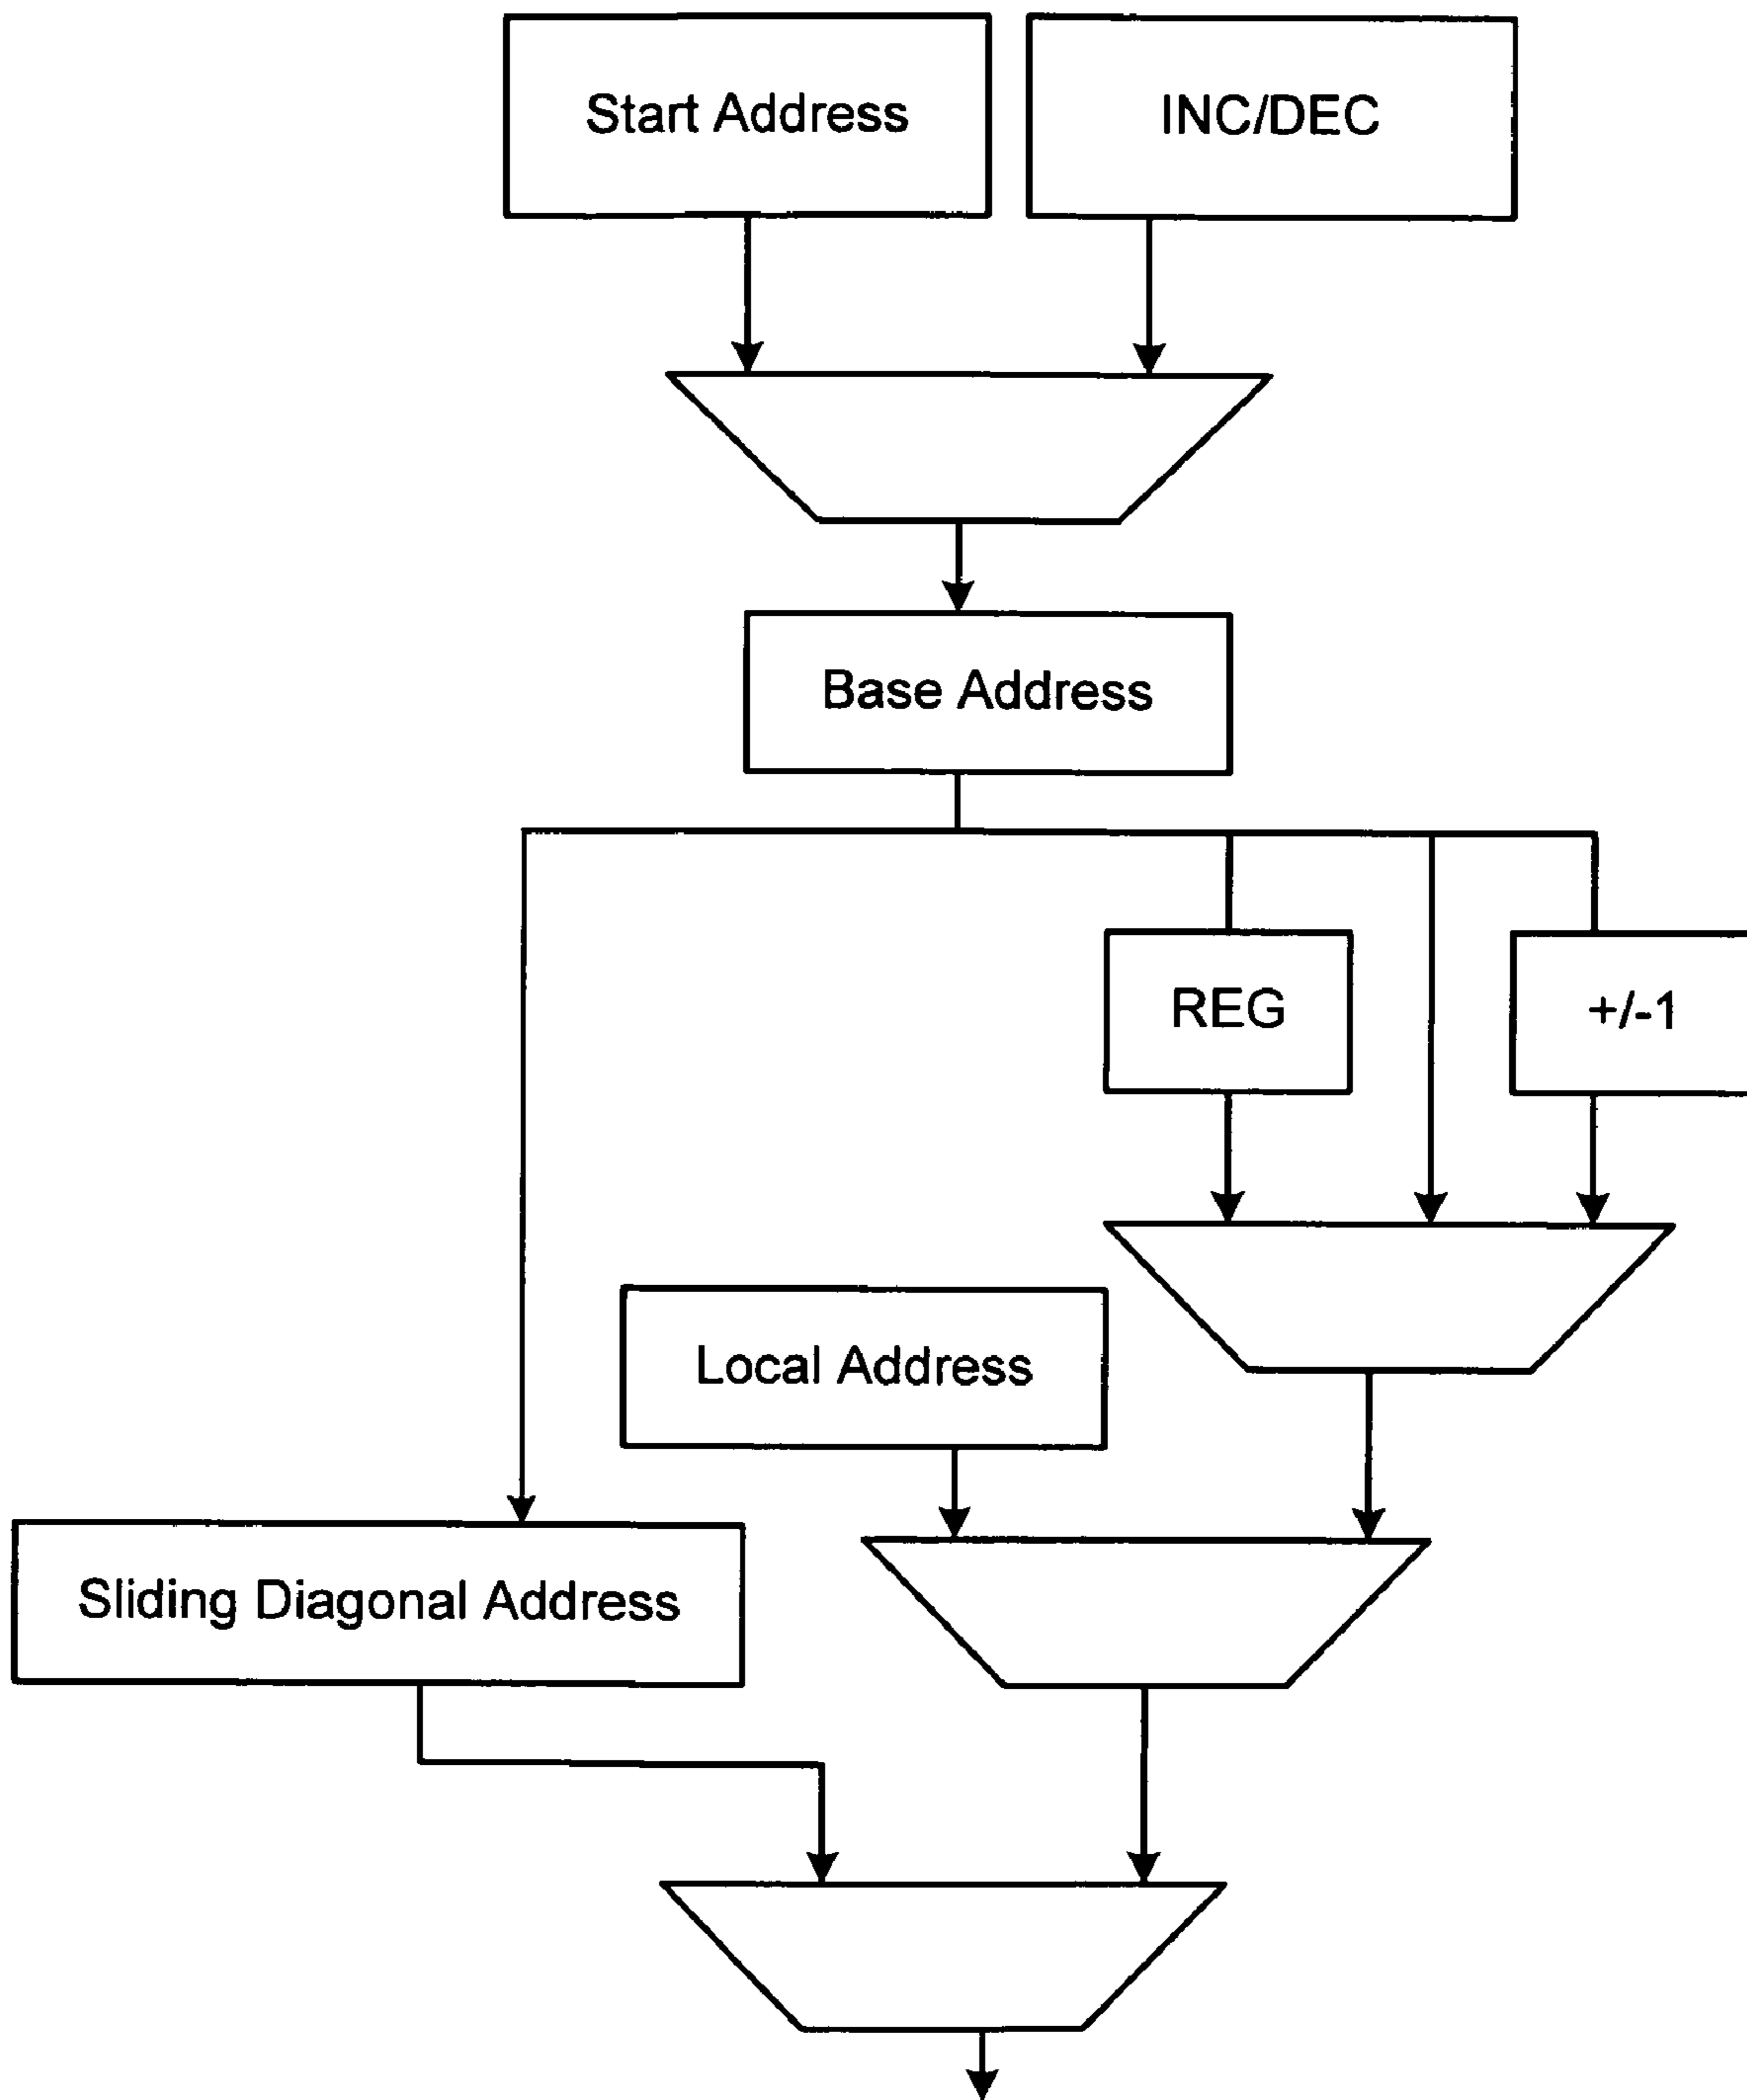 Start Address
INC/DEC
Base Address
REG
+/-1
Local Address
Sliding Diagonal Address